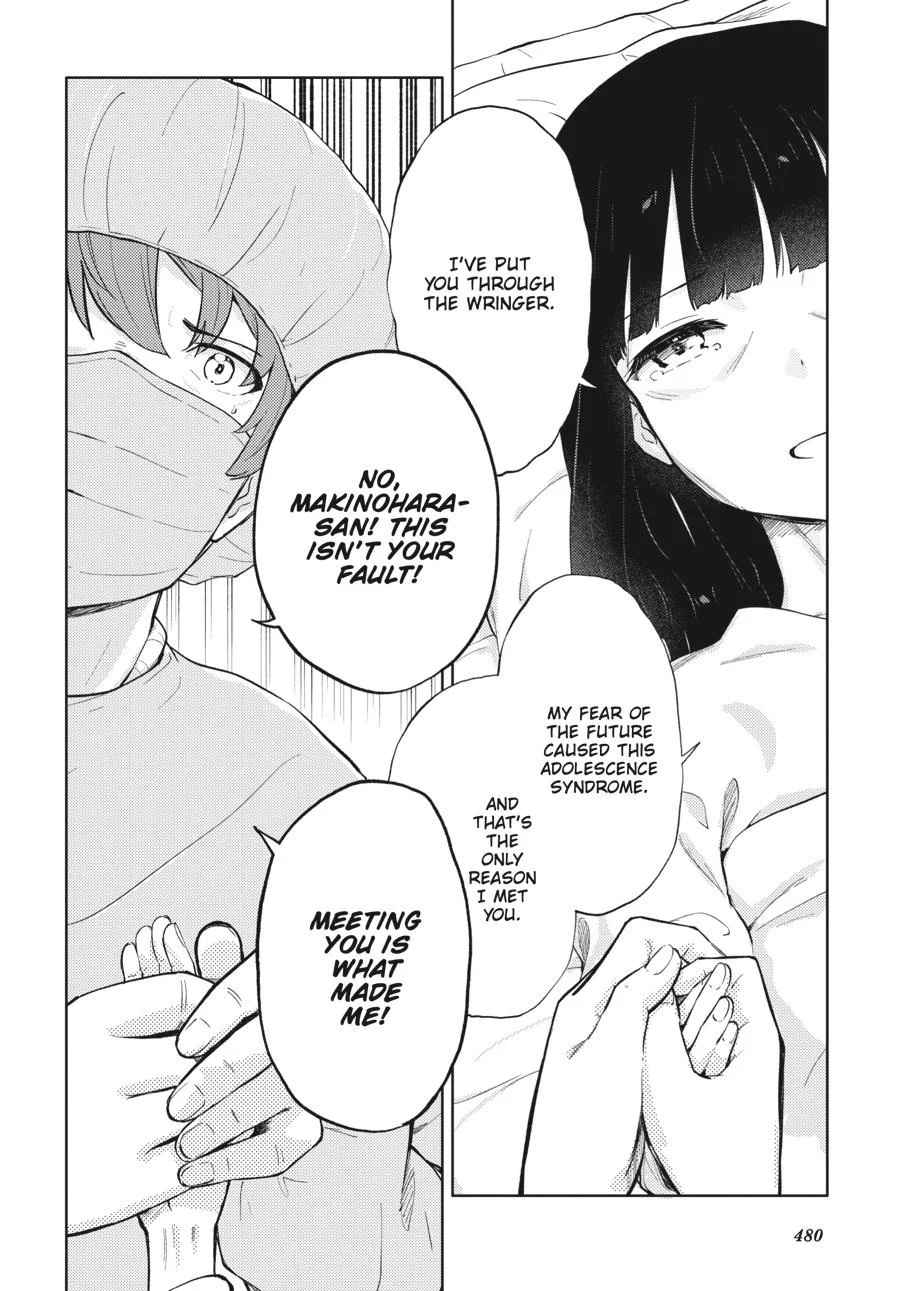 I'VE PUT
YOU THROUGH
THE WRINGER.
NO,
MAKINOHARA-
SAN! THIS
ISN'T YOUR
FAULT!
MY FEAR OF
THE FUTURE
CAUSED THIS
ADOLESCENCE
SYNDROME.
AND
THAT'S
THE
ONLY
REASON
I MET
YOU.
MEETING
YOU IS
WHAT
MADE
ME!
480